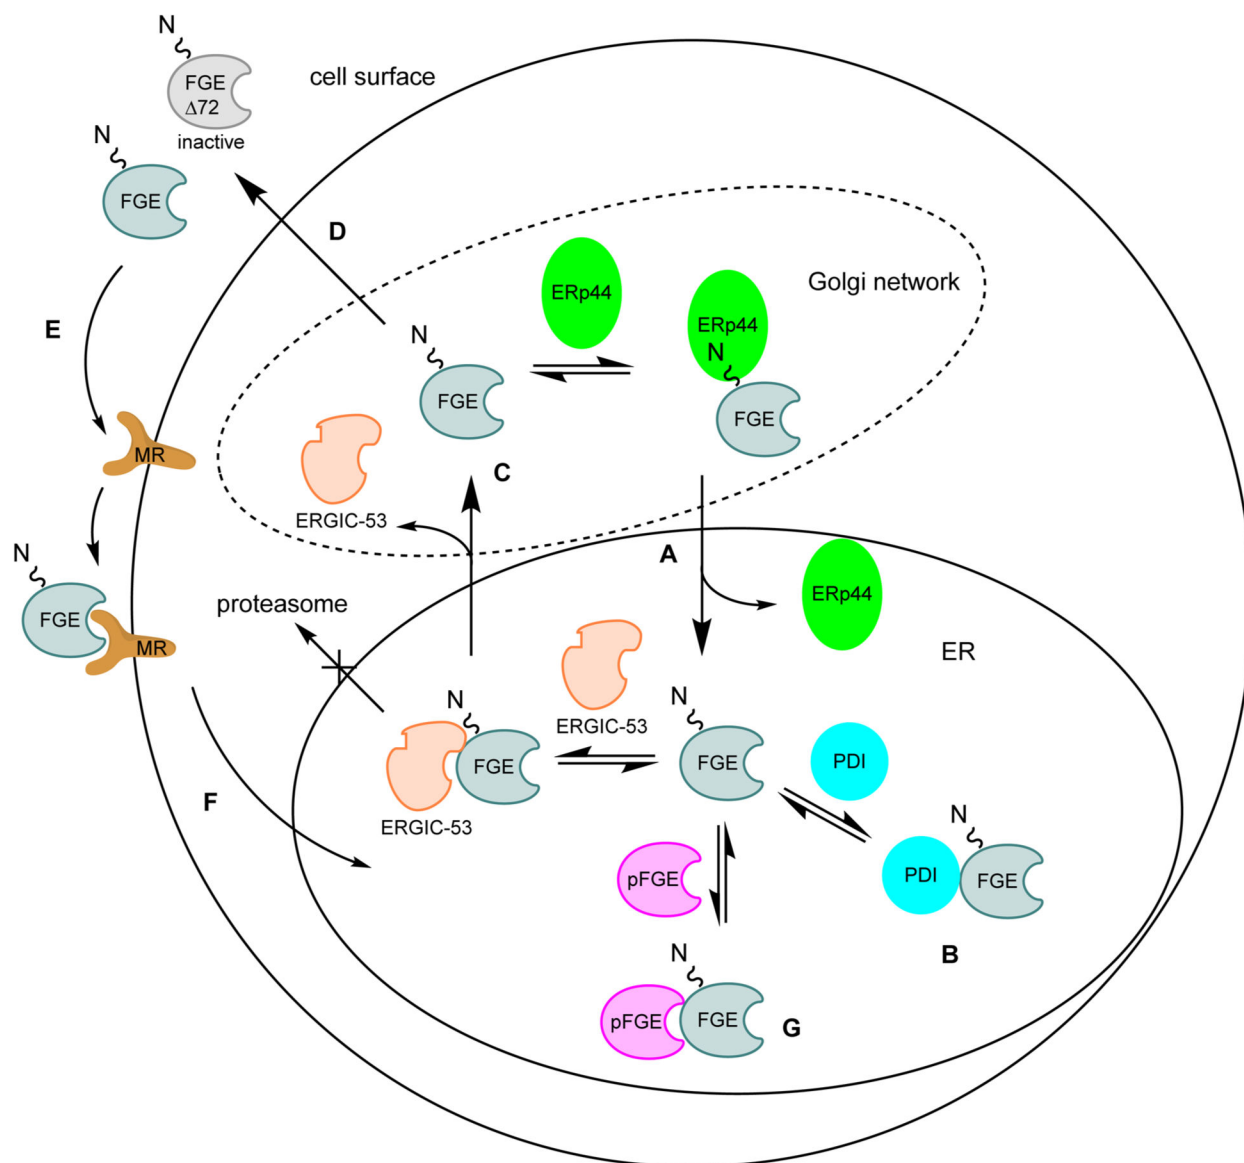 N
FGE
Δ72
inactive
cell surface
N
FGE
D
ERp44
Golgi network
ERp44
N
FGE
N
FGE
E
MR
ERGIC-53
C
A
N
FGE
MR
proteasome
ERp44
ER
N
FGE
ERGIC-53
ERGIC-53
N
FGE
PDI
F
pFGE
N
PDI
FGE
B
N
pFGE
FGE
G